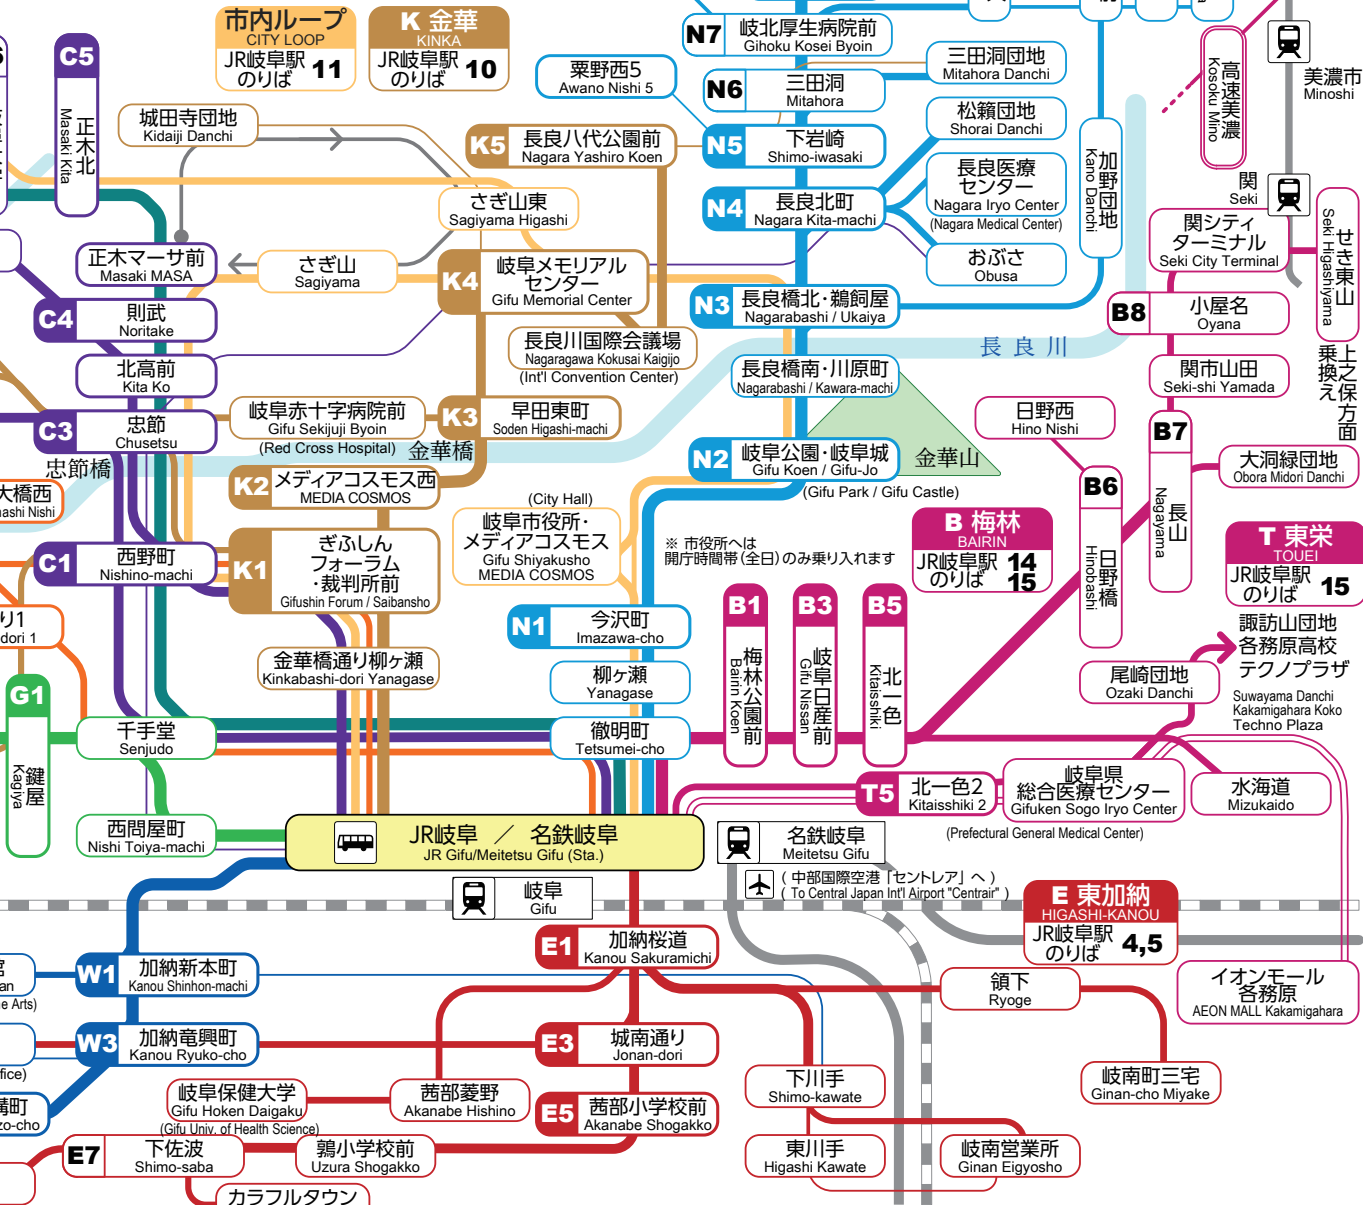 市内ループ
CITY LOOP
JR岐阜駅
のりば 11
K 金華
KINKA
JR岐阜駅
のりば 10
C5
正木北
Masaki Kita
城田寺団地
Kidaiji Danchi
粟野西5
Awano Nishi 5
N7
岐北厚生病院前
Gihoku Kosei Byoin
N6
三田洞
Mitahora
三田洞団地
Mitahora Danchi
K5
長良八代公園前
Nagara Yashiro Koen
N5
下岩崎
Shimo-iwasaki
松籟団地
Shorai Danchi
長良医療
センター
Nagara Iryo Center
(Nagara Medical Center)
N4
長良北町
Nagara Kita-machi
おぶさ
Obusa
加野団地
Kano Danchi
高速美濃
Kosoku Mino
美濃市
Minoshi
関
Seki
関シティ
ターミナル
Seki City Terminal
せき東山
Seki Higashiyama
上之保方面
乗換え
さぎ山東
Sagiyama Higashi
正木マーサ前
Masaki MASA
さぎ山
Sagiyama
K4
岐阜メモリアル
センター
Gifu Memorial Center
C4
則武
Noritake
N3
長良橋北・鵜飼屋
Nagarabashi / Ukaiya
B8
小屋名
Oyana
長良川国際会議場
Nagaragawa Kokusai Kaigijo
(Int'l Convention Center)
長良川
北高前
Kita Ko
長良橋南・川原町
Nagarabashi / Kawara-machi
関市山田
Seki-shi Yamada
C3
忠節
Chusetsu
岐阜赤十字病院前
Gifu Sekijuji Byoin
(Red Cross Hospital)
K3
早田東町
Soden Higashi-machi
日野西
Hino Nishi
B7
長山
Nagayama
忠節橋
金華橋
N2
岐阜公園・岐阜城
Gifu Koen / Gifu-Jo
(Gifu Park / Gifu Castle)
金華山
大洞緑団地
Obora Midori Danchi
K2
メディアコスモス西
MEDIA COSMOS
大橋西
ashi Nishi
B6
日野橋
Hinobashi
(City Hall)
岐阜市役所・
メディアコスモス
Gifu Shiyakusho
MEDIA COSMOS
※ 市役所へは
開庁時間帯(全日)のみ乗り入れます
B 梅林
BAIRIN
JR岐阜駅 14
のりば 15
T 東栄
TOUEI
JR岐阜駅
のりば 15
C1
西野町
Nishino-machi
K1
ぎふしん
フォーラム
・裁判所前
Gifushin Forum / Saibansho
り1
dori 1
N1
今沢町
Imazawa-cho
B1
梅林公園前
Bairin Koen
B3
岐阜日産前
Gifu Nissan
B5
北一色
Kitaisshiki
諏訪山団地
各務原高校
テクノプラザ
Suwayama Danchi
Kakamigahara Koko
Techno Plaza
金華橋通り柳ヶ瀬
Kinkabashi-dori Yanagase
柳ヶ瀬
Yanagase
尾崎団地
Ozaki Danchi
G1
鍵屋
Kagiya
千手堂
Senjudo
徹明町
Tetsumei-cho
T5
北一色2
Kitaisshiki 2
岐阜県
総合医療センター
Gifuken Sogo Iryo Center
(Prefectural General Medical Center)
水海道
Mizukaido
西問屋町
Nishi Toiya-machi
JR岐阜 ／ 名鉄岐阜
JR Gifu/Meitetsu Gifu (Sta.)
名鉄岐阜
Meitetsu Gifu
(中部国際空港「セントレア」へ)
( To Central Japan Int'l Airport "Centrair" )
岐阜
Gifu
E 東加納
HIGASHI-KANOU
JR岐阜駅
のりば 4,5
E1
加納桜道
Kanou Sakuramichi
W1
加納新本町
Kanou Shinhon-machi
an
e Arts)
領下
Ryoge
イオンモール
各務原
AEON MALL Kakamigahara
W3
加納竜興町
Kanou Ryuko-cho
E3
城南通り
Jonan-dori
ffice)
岐阜保健大学
Gifu Hoken Daigaku
(Gifu Univ. of Health Science)
茜部菱野
Akanabe Hishino
下川手
Shimo-kawate
岐南町三宅
Ginan-cho Miyake
溝町
zo-cho
E5
茜部小学校前
Akanabe Shogakko
E7
下佐波
Shimo-saba
鶉小学校前
Uzura Shogakko
東川手
Higashi Kawate
岐南営業所
Ginan Eigyosho
カラフルタウン